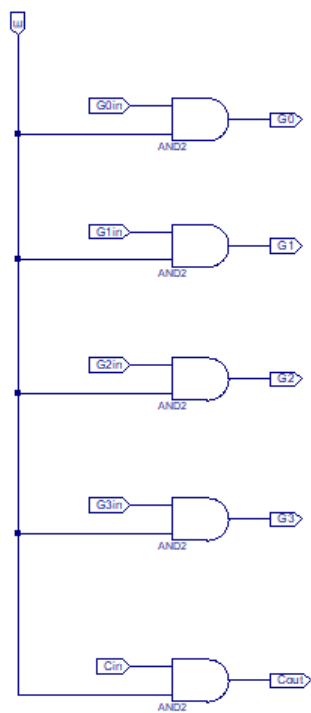 E
G0in
G0
AND2
G1in
G1
AND2
G2in
G2
AND2
G3in
G3
AND2
Cin
Cout
AND2